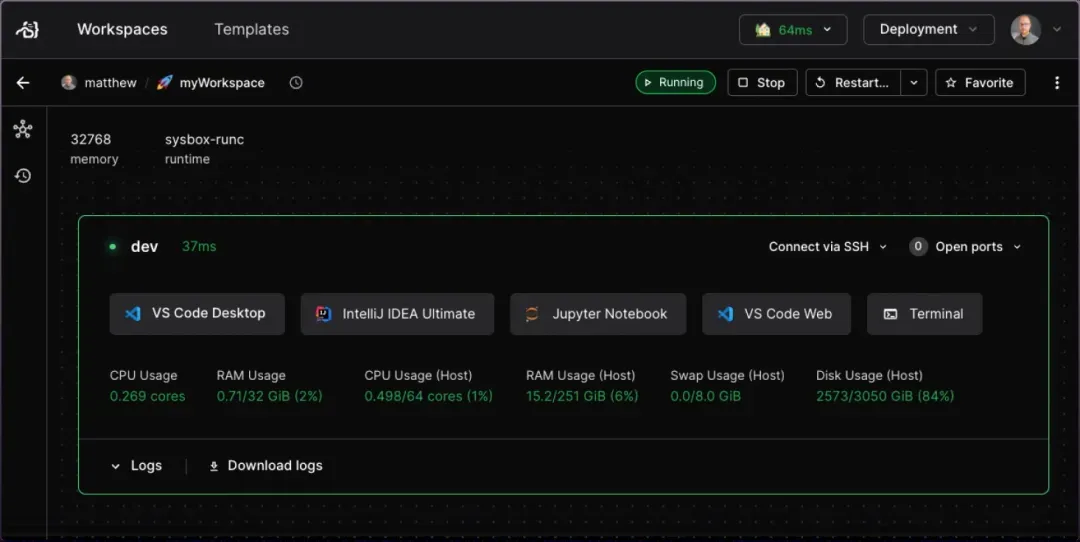 Workspaces Templates 64ms Deployment
matthew / myWorkspace Running Stop Restart... Favorite
32768 sysbox-runc
memory runtime
dev 37ms Connect via SSH 0 Open ports
VS Code Desktop IntelliJ IDEA Ultimate Jupyter Notebook VS Code Web Terminal
CPU Usage RAM Usage CPU Usage (Host) RAM Usage (Host) Swap Usage (Host) Disk Usage (Host)
0.269 cores 0.71/32 GiB (2%) 0.498/64 cores (1%) 15.2/251 GiB (6%) 0.0/8.0 GiB 2573/3050 GiB (84%)
Logs Download logs